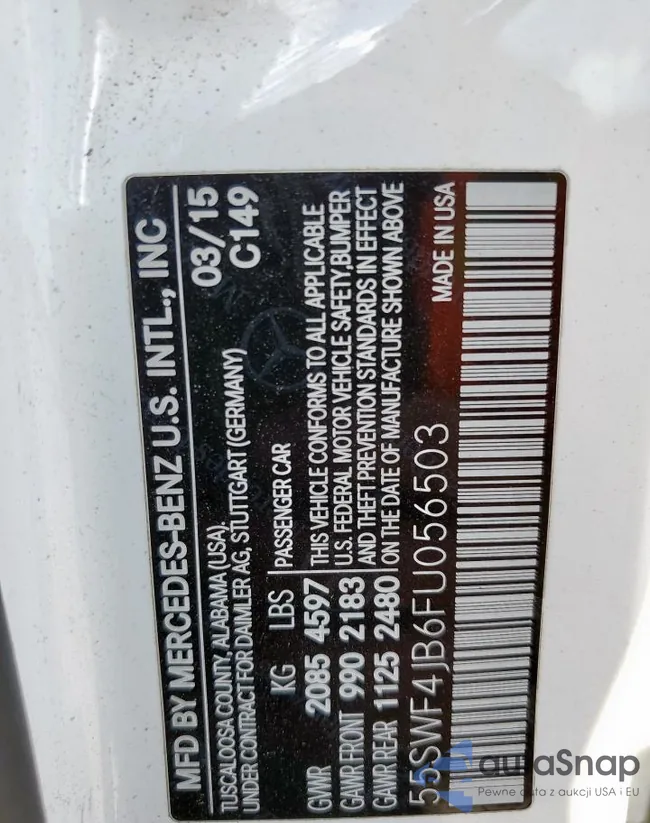 MFD BY MERCEDES-BENZ U.S. INTL., INC
TUSCALOOSA COUNTY, ALABAMA (USA), 03/15
UNDER CONTRACT FOR DAIMLER AG, STUTTGART (GERMANY) C149
KG LBS PASSENGER CAR
GVWR 2085 4597 THIS VEHICLE CONFORMS TO ALL APPLICABLE
GAWR FRONT 990 2183 U.S. FEDERAL MOTOR VEHICLE SAFETY,BUMPER
GAWR REAR 1125 2480 AND THEFT PREVENTION STANDARDS IN EFFECT
ON THE DATE OF MANUFACTURE SHOWN ABOVE
55SWF4JB6FU056503 MADE IN USA
auraSnap
Pewne auta z aukcji USA i EU